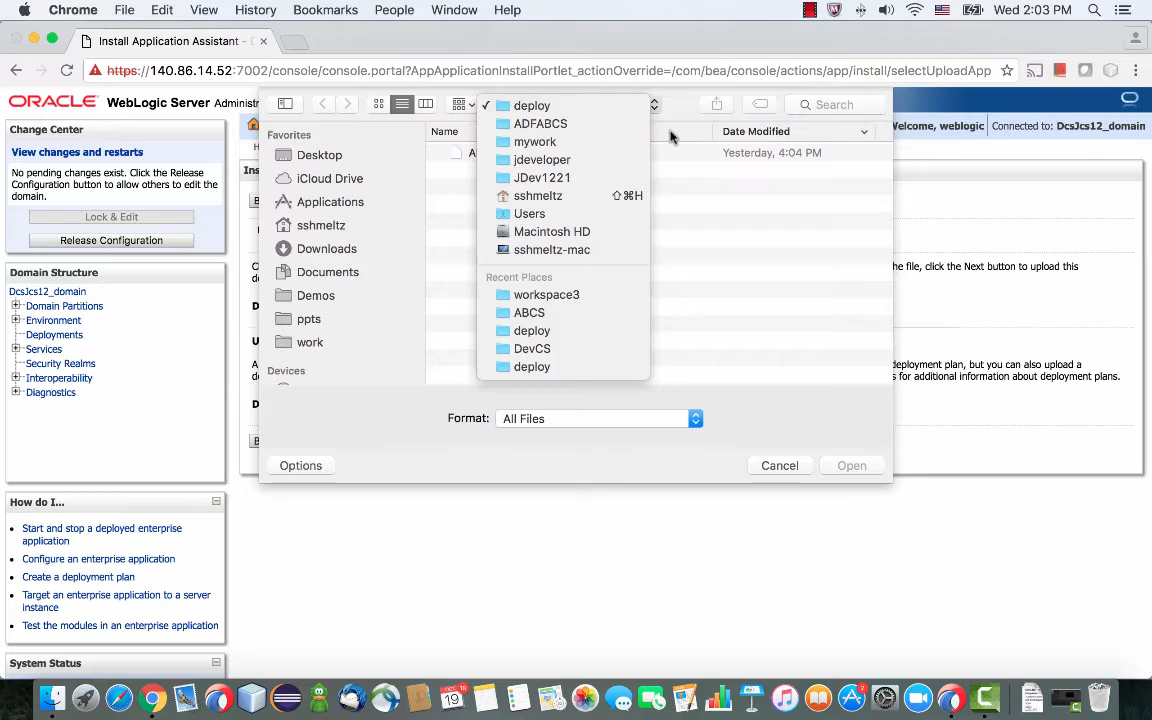 Chrome File Edit View History Bookmarks People Window Help Wed 2:03 PM
Install Application Assistant -
https://140.86.14.52:7002/console/console.portal?AppApplicationInstallPortlet_actionOverride=/com/bea/console/actions/app/install/selectUploadApp
ORACLE WebLogic Server Administr
Welcome, weblogic Connected to: DcsJcs12_domain
Change Center
View changes and restarts
No pending changes exist. Click the Release
Configuration button to allow others to edit the
domain.
Lock & Edit
Release Configuration
Domain Structure
DcsJcs12_domain
Domain Partitions
Environment
Deployments
Services
Security Realms
Interoperability
Diagnostics
How do I...
Start and stop a deployed enterprise
application
Configure an enterprise application
Create a deployment plan
Target an enterprise application to a server
instance
Test the modules in an enterprise application
System Status
Search
Favorites
Desktop
iCloud Drive
Applications
sshmeltz
Downloads
Documents
Demos
ppts
work
Devices
Name
Date Modified
Yesterday, 4:04 PM
✓ deploy
ADFABCS
mywork
jdeveloper
JDev1221
sshmeltz ⇧⌘H
Users
Macintosh HD
sshmeltz-mac
Recent Places
workspace3
ABCS
deploy
DevCS
deploy
Format: All Files
Options
Cancel
Open
he file, click the Next button to upload this
deployment plan, but you can also upload a
s for additional information about deployment plans.